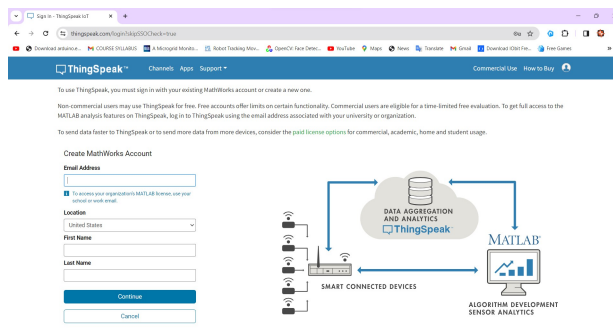 Sign In - ThingSpeak IoT
thingspeak.com/login?skipSSOCheck=true
Download arduino.e... COURSE SYLLABUS A Microgrid Monito... Robot Tracking Mov... OpenCV: Face Detec... YouTube Maps News Translate Gmail Download iObit Fre... Free Games »
ThingSpeak™ Channels Apps Support Commercial Use How to Buy
To use ThingSpeak, you must sign in with your existing MathWorks account or create a new one.
Non-commercial users may use ThingSpeak for free. Free accounts offer limits on certain functionality. Commercial users are eligible for a time-limited free evaluation. To get full access to the
MATLAB analysis features on ThingSpeak, log in to ThingSpeak using the email address associated with your university or organization.
To send data faster to ThingSpeak or to send more data from more devices, consider the paid license options for commercial, academic, home and student usage.
Create MathWorks Account
Email Address
To access your organization's MATLAB license, use your
school or work email.
Location
United States
First Name
Last Name
Continue
Cancel
DATA AGGREGATION
AND ANALYTICS
ThingSpeak™
MATLAB®
SMART CONNECTED DEVICES
ALGORITHM DEVELOPMENT
SENSOR ANALYTICS